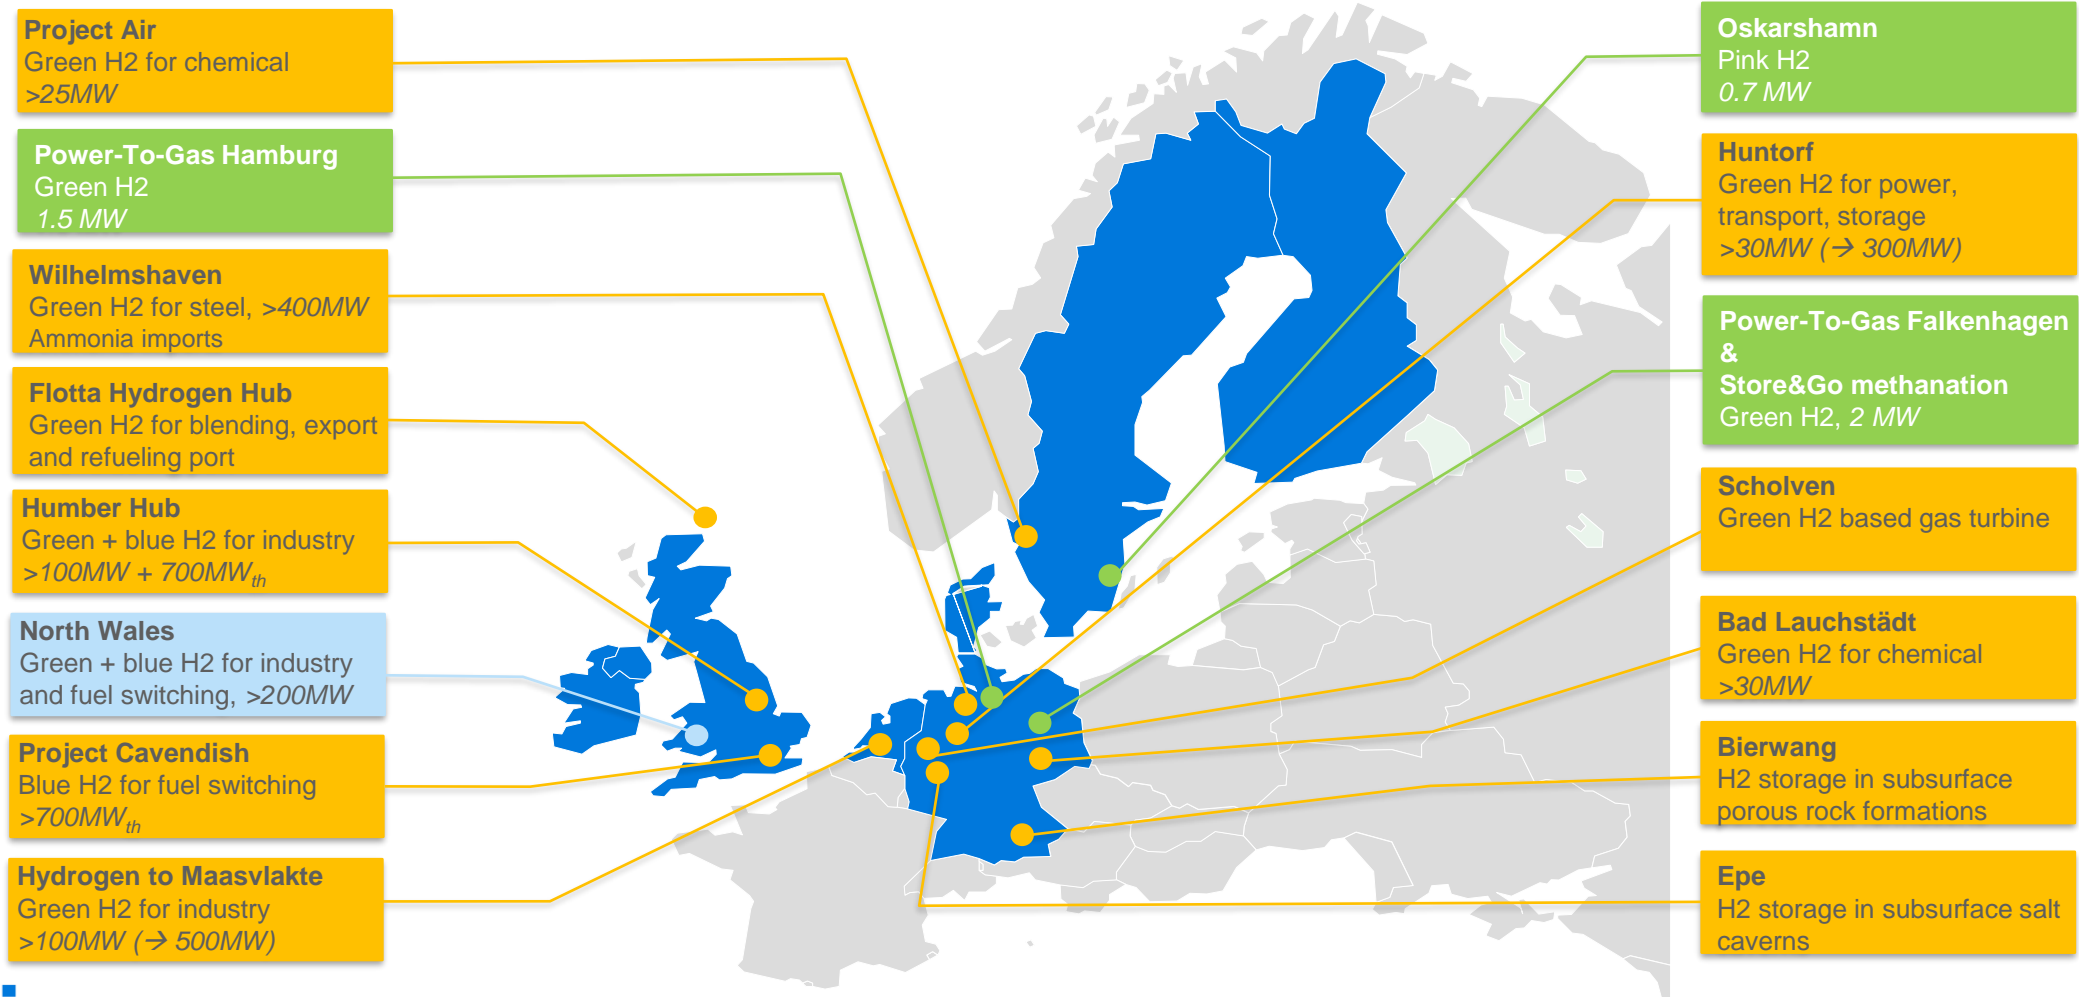 Project Air
Green H2 for chemical
>25MW
Power-To-Gas Hamburg
Green H2
1.5 MW
Wilhelmshaven
Green H2 for steel, >400MW
Ammonia imports
Flotta Hydrogen Hub
Green H2 for blending, export
and refueling port
Humber Hub
Green + blue H2 for industry
>100MW + 700MWth
North Wales
Green + blue H2 for industry
and fuel switching, >200MW
Project Cavendish
Blue H2 for fuel switching
>700MWth
Hydrogen to Maasvlakte
Green H2 for industry
>100MW (→ 500MW)
Oskarshamn
Pink H2
0.7 MW
Huntorf
Green H2 for power,
transport, storage
>30MW (→ 300MW)
Power-To-Gas Falkenhagen
&
Store&Go methanation
Green H2, 2 MW
Scholven
Green H2 based gas turbine
Bad Lauchstädt
Green H2 for chemical
>30MW
Bierwang
H2 storage in subsurface
porous rock formations
Epe
H2 storage in subsurface salt
caverns